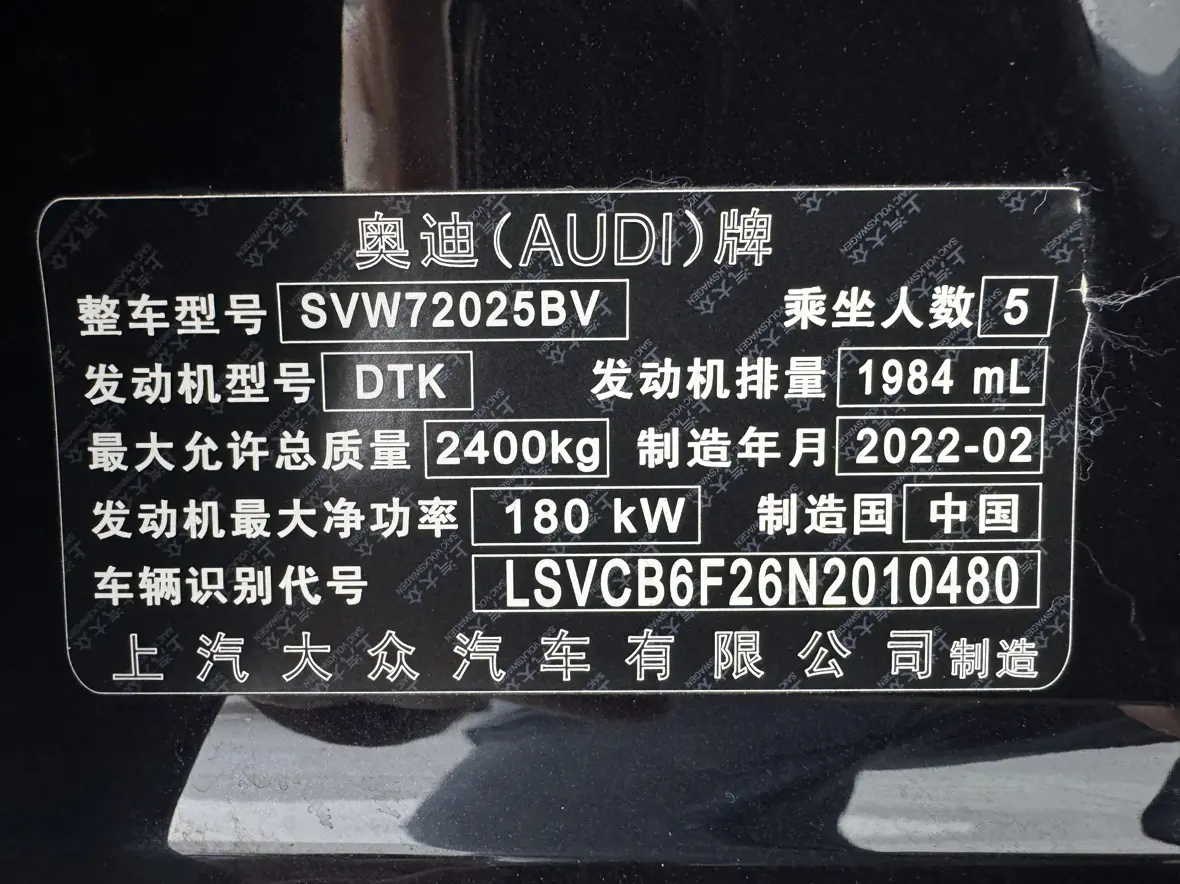 奥迪(AUDI)牌
整车型号 SVW72025BV 乘坐人数 5
发动机型号 DTK 发动机排量 1984 mL
最大允许总质量 2400kg 制造年月 2022-02
发动机最大净功率 180 kW 制造国 中国
车辆识别代号 LSVCB6F26N2010480
上汽大众汽车有限公司制造